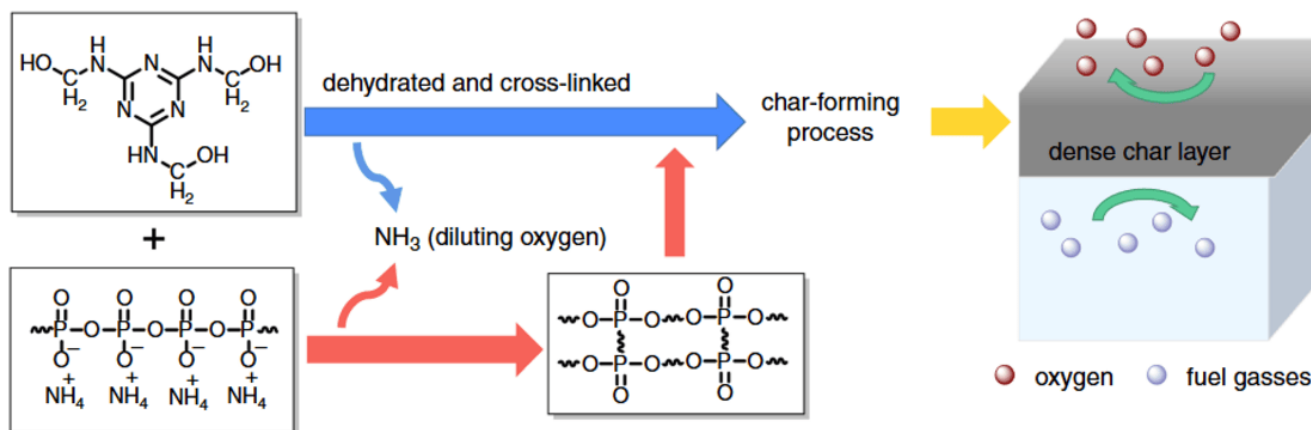 H
H
HO
N
N
N
OH
C
H2
N
N
C
H2
HN
OH
C
H2
dehydrated and cross-linked
char-forming
process
dense char layer
+
NH3 (diluting oxygen)
O O O O
P–O–P–O–P–O–P
O– O– O– O–
+ + + +
NH4 NH4 NH4 NH4
O O
O–P–O O–P–O
O–P–O O–P–O
O O
oxygen
fuel gasses